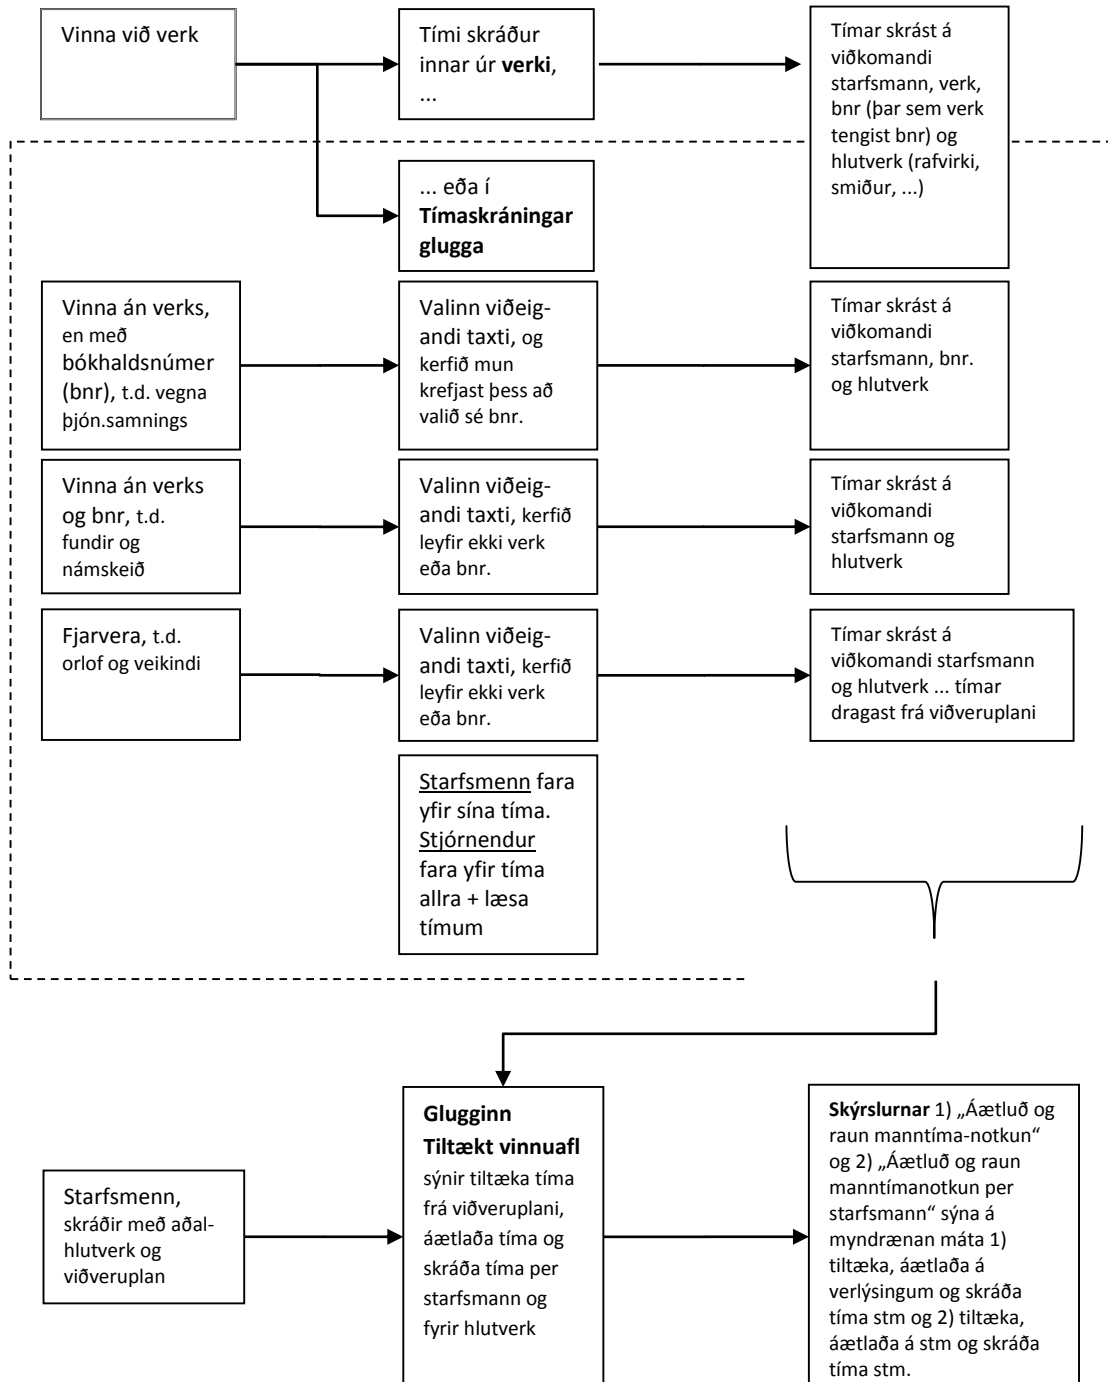 Vinna við verk
Tími skráður
innar úr verki,
...
Tímar skrást á
viðkomandi
starfsmann, verk,
bnr (þar sem verk
tengist bnr) og
hlutverk (rafvirki,
smiður, ...)
... eða í
Tímaskráningar
glugga
Vinna án verks,
en með
bókhaldsnúmer
(bnr), t.d. vegna
þjón.samnings
Valinn viðeig-
andi taxti, og
kerfið mun
krefjast þess að
valið sé bnr.
Tímar skrást á
viðkomandi
starfsmann, bnr.
og hlutverk
Vinna án verks
og bnr, t.d.
fundir og
námskeið
Valinn viðeig-
andi taxti, kerfið
leyfir ekki verk
eða bnr.
Tímar skrást á
viðkomandi
starfsmann og
hlutverk
Fjarvera, t.d.
orlof og veikindi
Valinn viðeig-
andi taxti, kerfið
leyfir ekki verk
eða bnr.
Tímar skrást á
viðkomandi starfsmann
og hlutverk ... tímar
dragast frá viðveruplani
Starfsmenn fara
yfir sína tíma.
Stjórnendur
fara yfir tíma
allra + læsa
tímum
Starfsmenn,
skráðir með aðal-
hlutverk og
viðveruplan
Glugginn
Tiltækt vinnuafl
sýnir tiltæka tíma
frá viðveruplani,
áætlaða tíma og
skráða tíma per
starfsmann og
fyrir hlutverk
Skýrslurnar 1) „Áætluð og
raun manntíma-notkun“
og 2) „Áætluð og raun
manntímanotkun per
starfsmann“ sýna á
myndrænan máta 1)
tiltæka, áætlaða á
verlýsingum og skráða
tíma stm og 2) tiltæka,
áætlaða á stm og skráða
tíma stm.